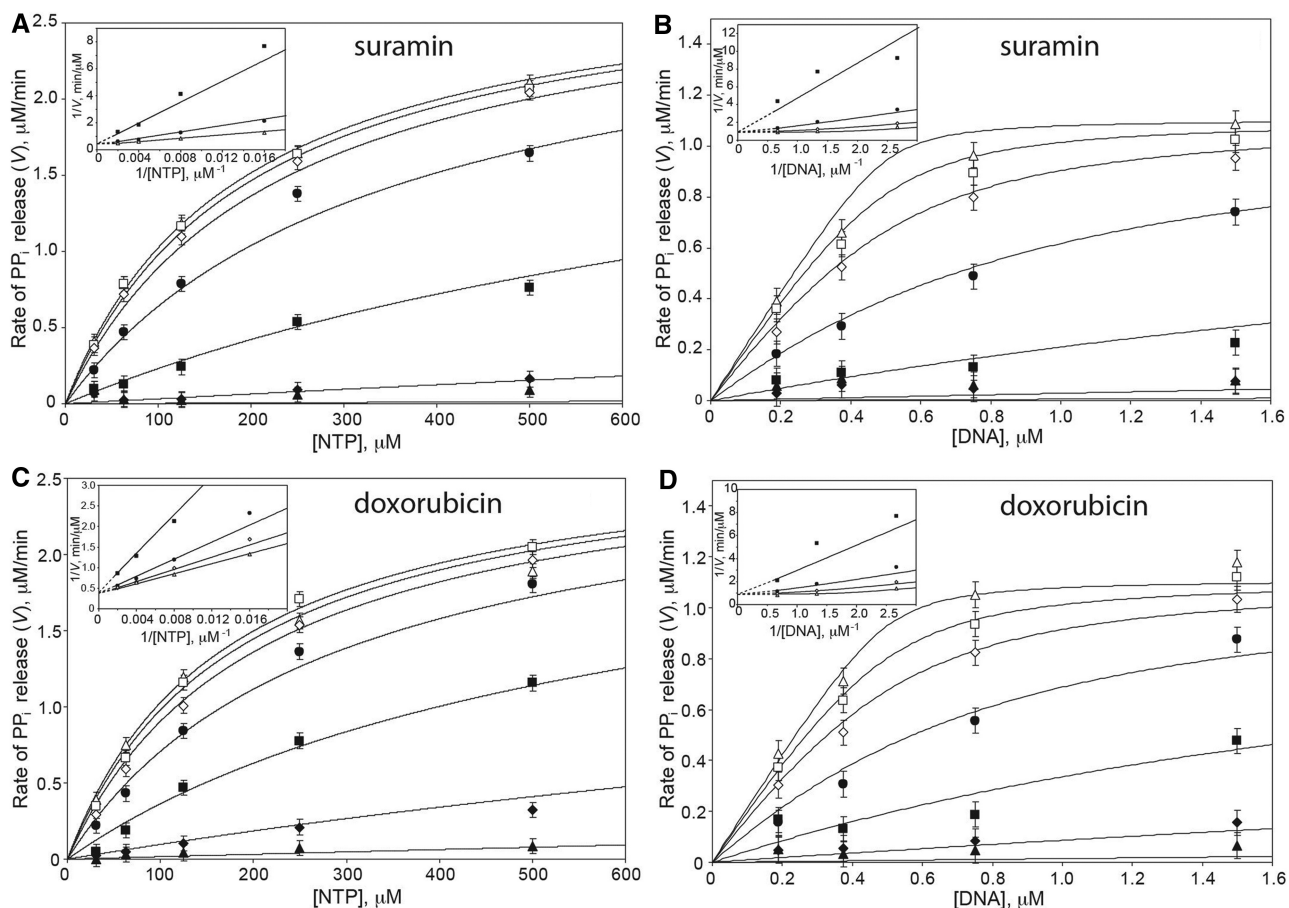 A
suramin
Rate of PPi release (V), μM/min
2.5
2.0
1.5
1.0
0.5
0
0 100 200 300 400 500 600
[NTP], μM
1/V, min/μM
8
6
4
2
0
0 0.004 0.008 0.012 0.016
1/[NTP], μM-1
B
suramin
Rate of PPi release (V), μM/min
1.4
1.2
1.0
0.8
0.6
0.4
0.2
0
0 0.2 0.4 0.6 0.8 1.0 1.2 1.4 1.6
[DNA], μM
1/V, min/μM
12
10
8
6
4
2
0
0 0.5 1.0 1.5 2.0 2.5
1/[DNA], μM-1
C
doxorubicin
Rate of PPi release (V), μM/min
2.5
2.0
1.5
1.0
0.5
0
0 100 200 300 400 500 600
[NTP], μM
1/V, min/μM
3.0
2.5
2.0
1.5
1.0
0.5
0
0 0.004 0.008 0.012 0.016
1/[NTP], μM-1
D
doxorubicin
Rate of PPi release (V), μM/min
1.4
1.2
1.0
0.8
0.6
0.4
0.2
0
0 0.2 0.4 0.6 0.8 1.0 1.2 1.4 1.6
[DNA], μM
1/V, min/μM
10
8
6
4
2
0
0 0.5 1.0 1.5 2.0 2.5
1/[DNA], μM-1